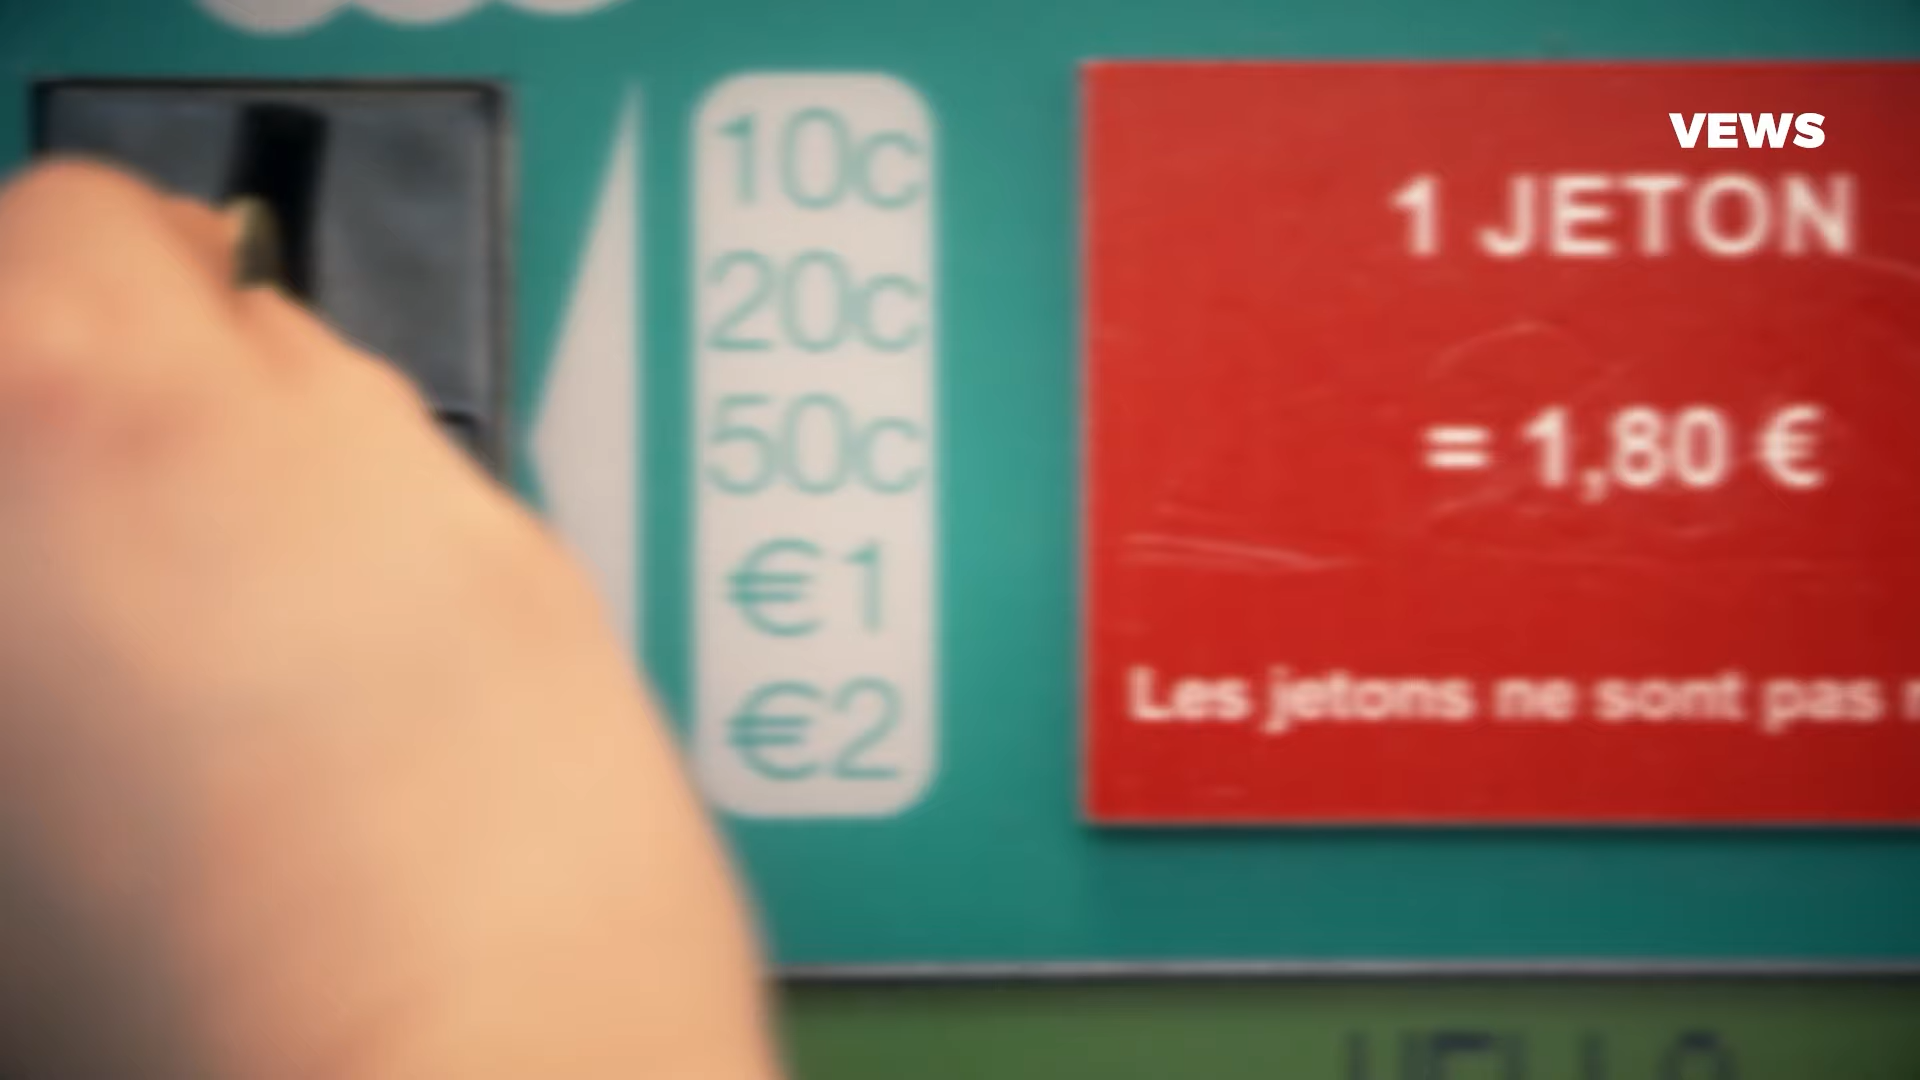 VEWS
10c
20c
50c
€1
€2
1 JETON
= 1,80 €
Les jetons ne sont pas